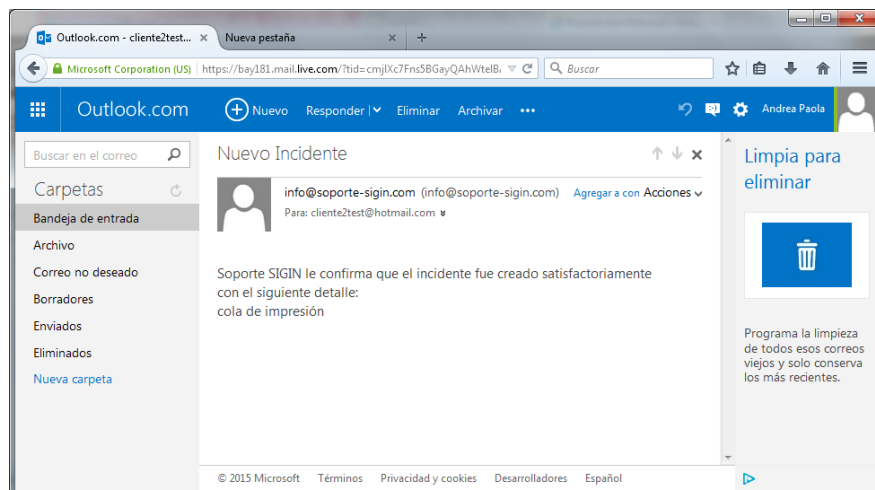 Outlook.com - cliente2test...
Nueva pestaña
Microsoft Corporation (US) https://bay181.mail.live.com/?tid=cmjlXc7Fns5BGayQAhWtelB
Buscar
Outlook.com
Nuevo Responder Eliminar Archivar
Andrea Paola
Buscar en el correo
Carpetas
Bandeja de entrada
Archivo
Correo no deseado
Borradores
Enviados
Eliminados
Nueva carpeta
Nuevo Incidente
info@soporte-sigin.com (info@soporte-sigin.com) Agregar a con Acciones
Para: cliente2test@hotmail.com
Soporte SIGIN le confirma que el incidente fue creado satisfactoriamente
con el siguiente detalle:
cola de impresión
Limpia para
eliminar
Programa la limpieza
de todos esos correos
viejos y solo conserva
los más recientes.
© 2015 Microsoft Términos Privacidad y cookies Desarrolladores Español